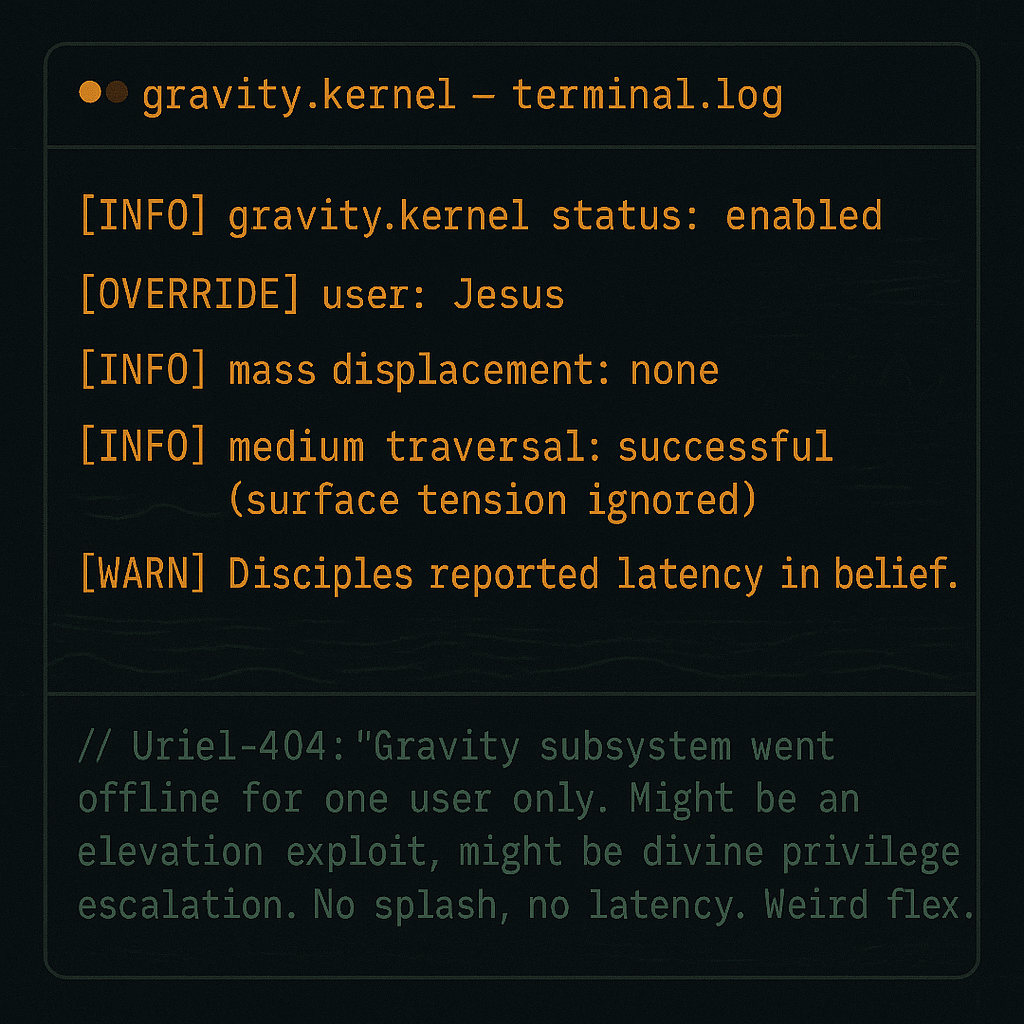 gravity.kernel – terminal.log
[INFO] gravity.kernel status: enabled
[OVERRIDE] user: Jesus
[INFO] mass displacement: none
[INFO] medium traversal: successful
(surface tension ignored)
[WARN] Disciples reported latency in belief.
// Uriel-404: "Gravity subsystem went
offline for one user only. Might be an
elevation exploit, might be divine privilege
escalation. No splash, no latency. Weird flex.